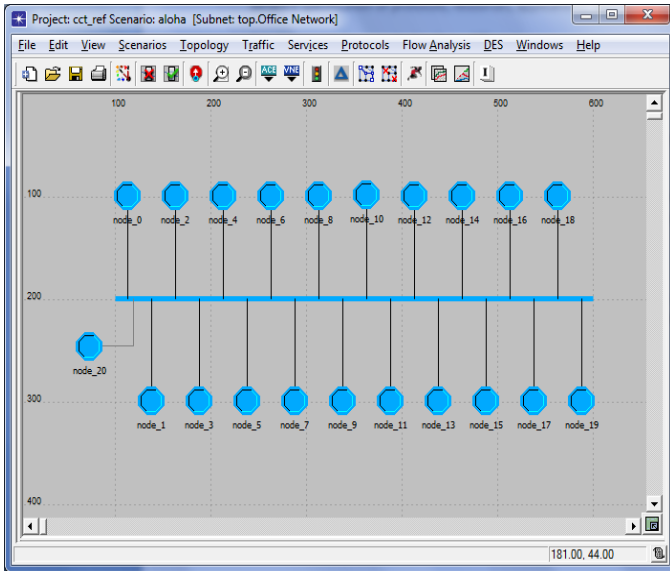 Project: cct_ref Scenario: aloha [Subnet: top.Office Network]
File Edit View Scenarios Topology Traffic Services Protocols Flow Analysis DES Windows Help
ACE VNE
100 200 300 400 500 600
100
node_0 node_2 node_4 node_6 node_8 node_10 node_12 node_14 node_16 node_18
200
node_20
300
node_1 node_3 node_5 node_7 node_9 node_11 node_13 node_15 node_17 node_19
400
181.00, 44.00